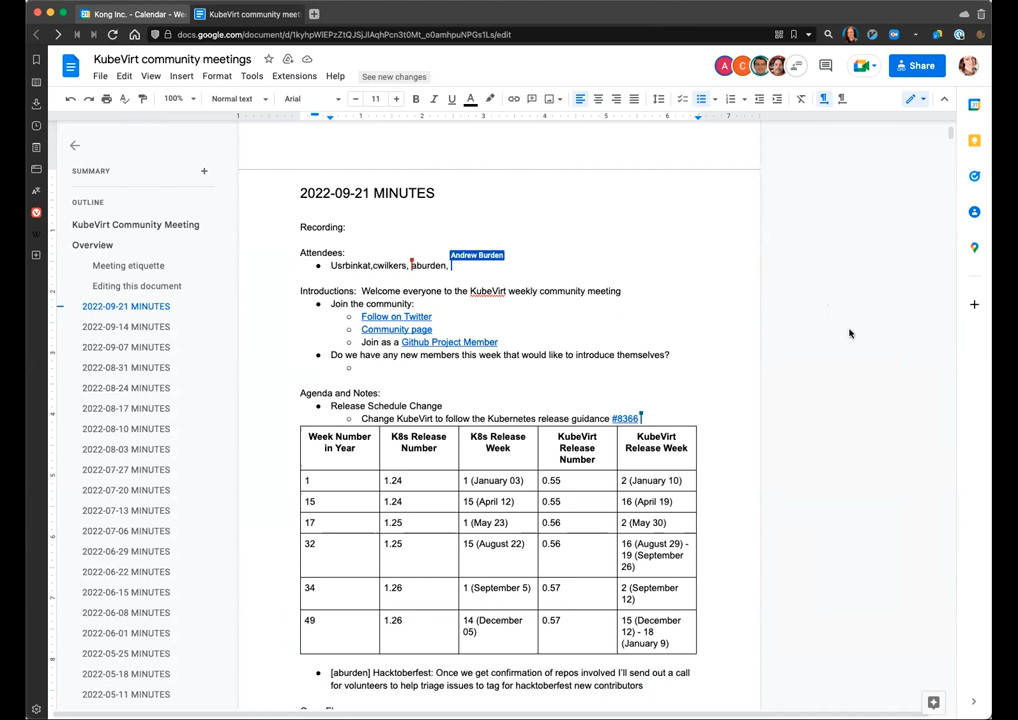 Kong Inc. - Calendar - We
KubeVirt community meet
docs.google.com/document/d/
KubeVirt community meetings
File Edit View Insert Format Tools Extensions Help See new changes
A C Share
100% Normal text Arial 11 B I U A
1 1 2 3 4 5 6 7
SUMMARY
OUTLINE
KubeVirt Community Meeting
Overview
Meeting etiquette
Editing this document
2022-09-21 MINUTES
2022-09-14 MINUTES
2022-09-07 MINUTES
2022-08-31 MINUTES
2022-08-24 MINUTES
2022-08-17 MINUTES
2022-08-10 MINUTES
2022-08-03 MINUTES
2022-07-27 MINUTES
2022-07-20 MINUTES
2022-07-13 MINUTES
2022-07-06 MINUTES
2022-06-29 MINUTES
2022-06-22 MINUTES
2022-06-15 MINUTES
2022-06-08 MINUTES
2022-06-01 MINUTES
2022-05-25 MINUTES
2022-05-18 MINUTES
2022-05-11 MINUTES
2022-09-21 MINUTES
Recording:
Attendees:
Andrew Burden
● Usrbinkat,cwilkers, aburden,
Introductions: Welcome everyone to the KubeVirt weekly community meeting
● Join the community:
○ Follow on Twitter
○ Community page
○ Join as a Github Project Member
● Do we have any new members this week that would like to introduce themselves?
○
Agenda and Notes:
● Release Schedule Change
○ Change KubeVirt to follow the Kubernetes release guidance #8366
Week Number in Year K8s Release Number K8s Release Week KubeVirt Release Number KubeVirt Release Week
1 1.24 1 (January 03) 0.55 2 (January 10)
15 1.24 15 (April 12) 0.55 16 (April 19)
17 1.25 1 (May 23) 0.56 2 (May 30)
32 1.25 15 (August 22) 0.56 16 (August 29) - 19 (September 26)
34 1.26 1 (September 5) 0.57 2 (September 12)
49 1.26 14 (December 05) 0.57 15 (December 12) - 18 (January 9)
● [aburden] Hacktoberfest: Once we get confirmation of repos involved I'll send out a call
for volunteers to help triage issues to tag for hacktoberfest new contributors